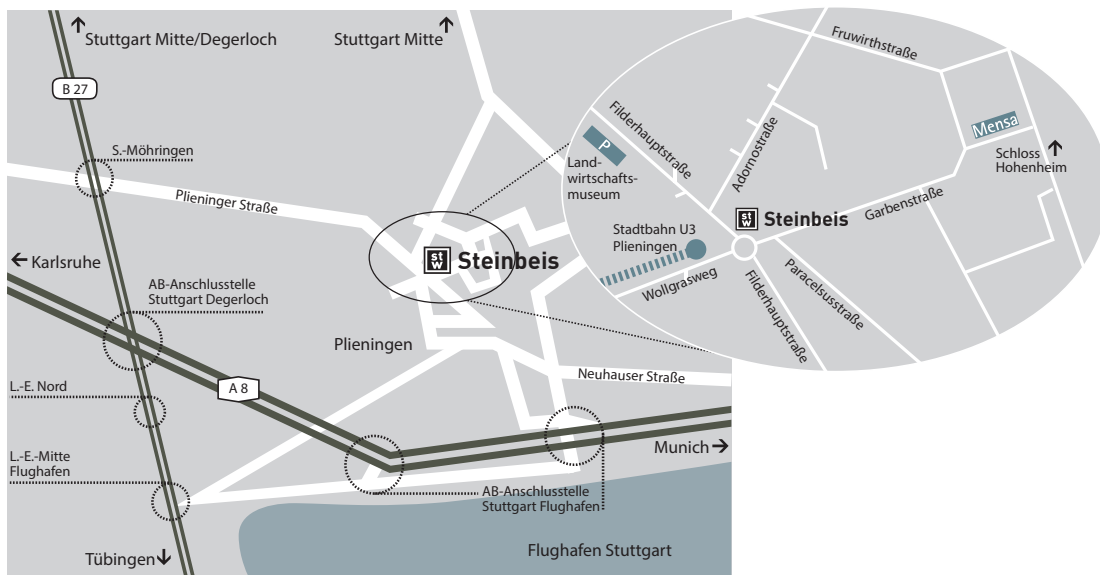 Stuttgart Mitte/Degerloch
Stuttgart Mitte
B 27
S.-Möhringen
Plieninger Straße
Karlsruhe
AB-Anschlusstelle
Stuttgart Degerloch
stw Steinbeis
Plieningen
L.-E. Nord
A 8
Neuhauser Straße
L.-E.-Mitte
Flughafen
Munich
AB-Anschlusstelle
Stuttgart Flughafen
Tübingen
Flughafen Stuttgart
Fruwirthstraße
Filderhauptstraße
P
Land-
wirtschafts-
museum
Adornostraße
Mensa
Schloss
Hohenheim
Garbenstraße
stw Steinbeis
Stadtbahn U3
Plieningen
Wollgrasweg
Paracelsusstraße
Filderhauptstraße